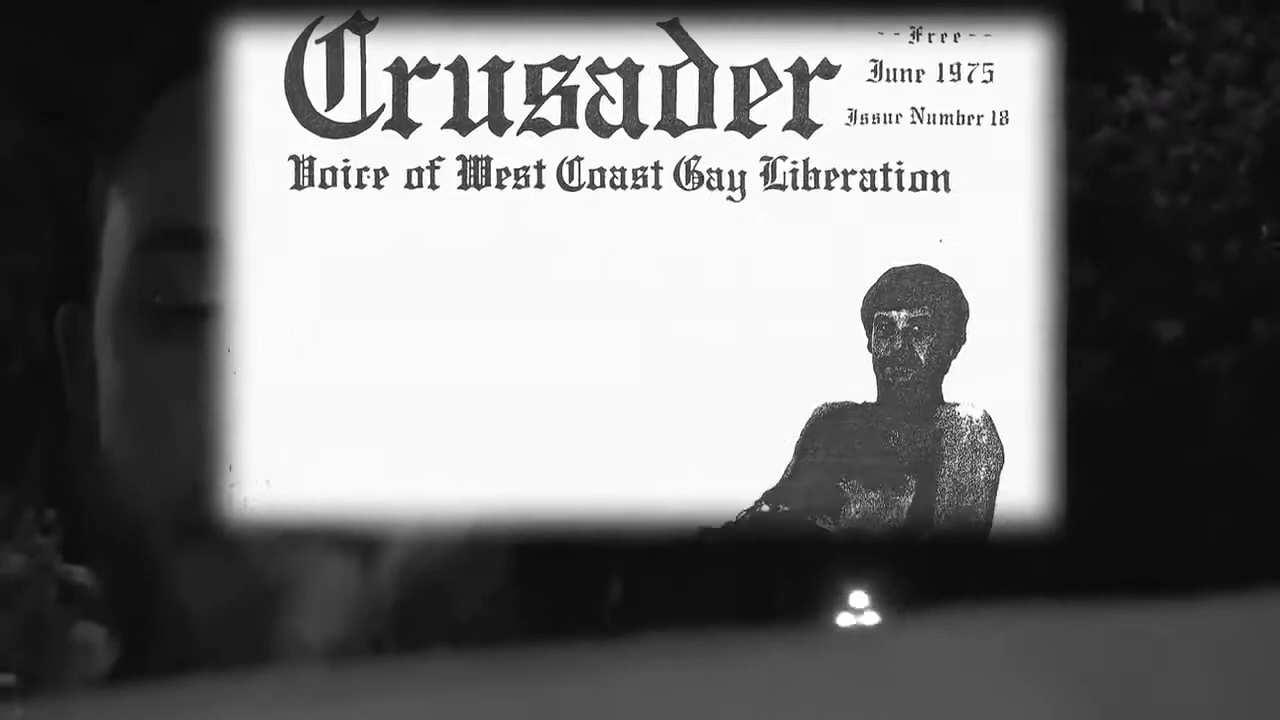 Crusader
--Free--
June 1975
Issue Number 18
Voice of West Coast Gay Liberation